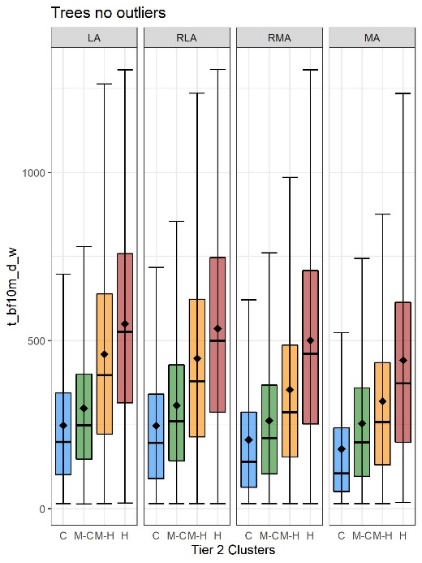 Trees no outliers
LA RLA RMA MA
1000
500
0
t_bf10m_d_w
C M-C M-H H C M-C M-H H C M-C M-H H C M-C M-H H
Tier 2 Clusters